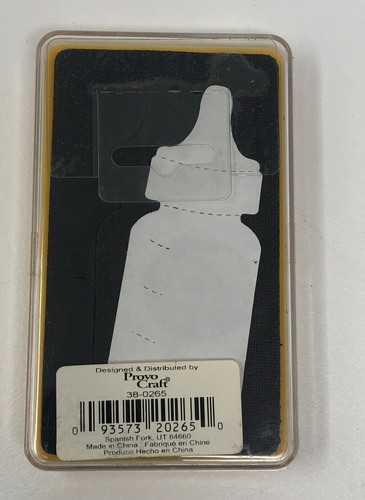 Designed & Distributed by
Provo
Craft®
38-0265
0 93573 20265 0
Spanish Fork, UT 84660
Made in China Fabriqué en Chine
Producto Hecho en China